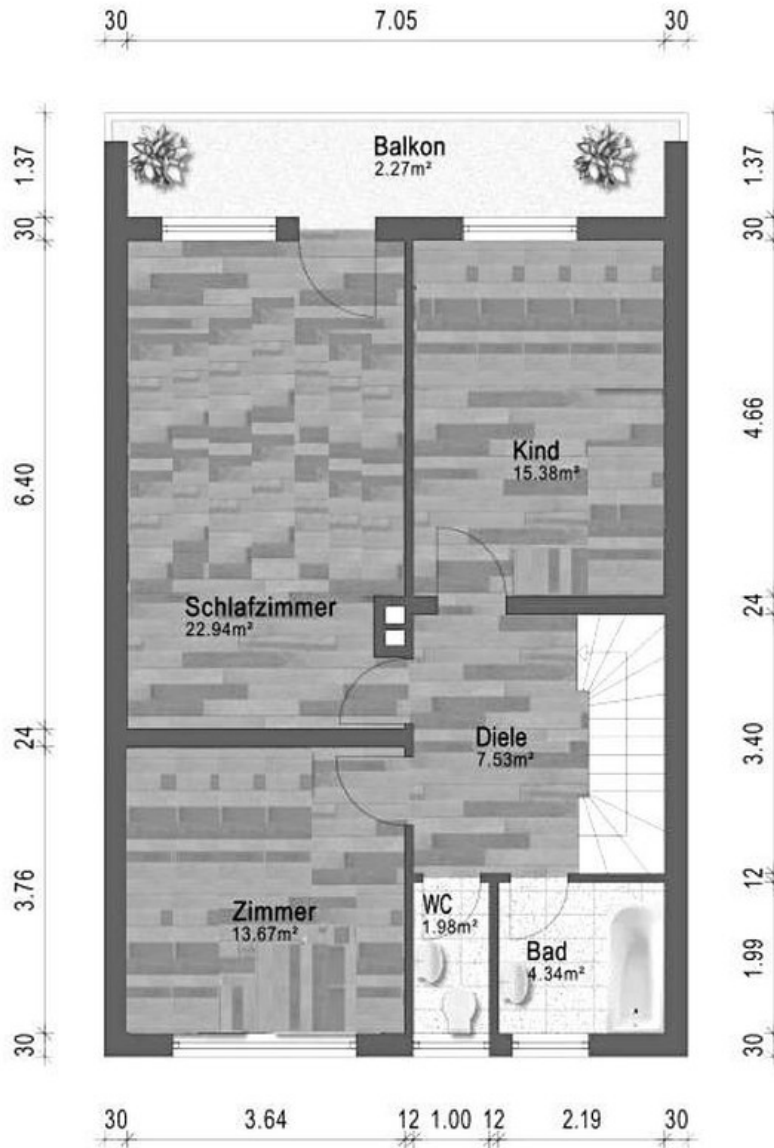 30 7.05 30
1.37
30
6.40
24
3.76
30
Balkon
2.27m²
Kind
15.38m²
Schlafzimmer
22.94m²
Diele
7.53m²
Zimmer
13.67m²
WC
1.98m²
Bad
4.34m²
1.37
30
4.66
24
3.40
12
1.99
30
30 3.64 12 1.00 12 2.19 30